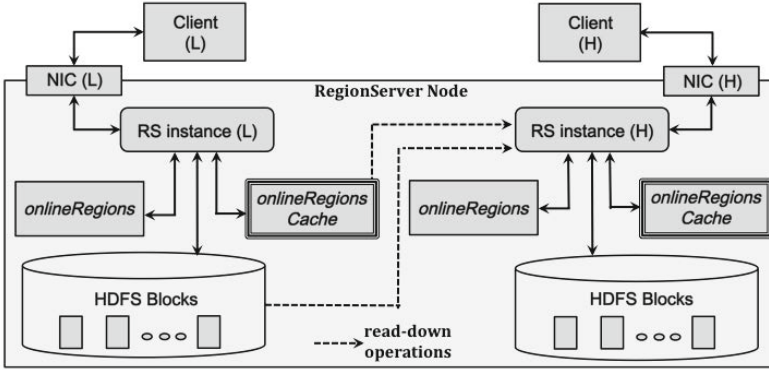 Client
(L)
Client
(H)
NIC (L)
NIC (H)
RegionServer Node
RS instance (L)
RS instance (H)
onlineRegions
onlineRegions
Cache
onlineRegions
onlineRegions
Cache
HDFS Blocks
HDFS Blocks
read-down
operations